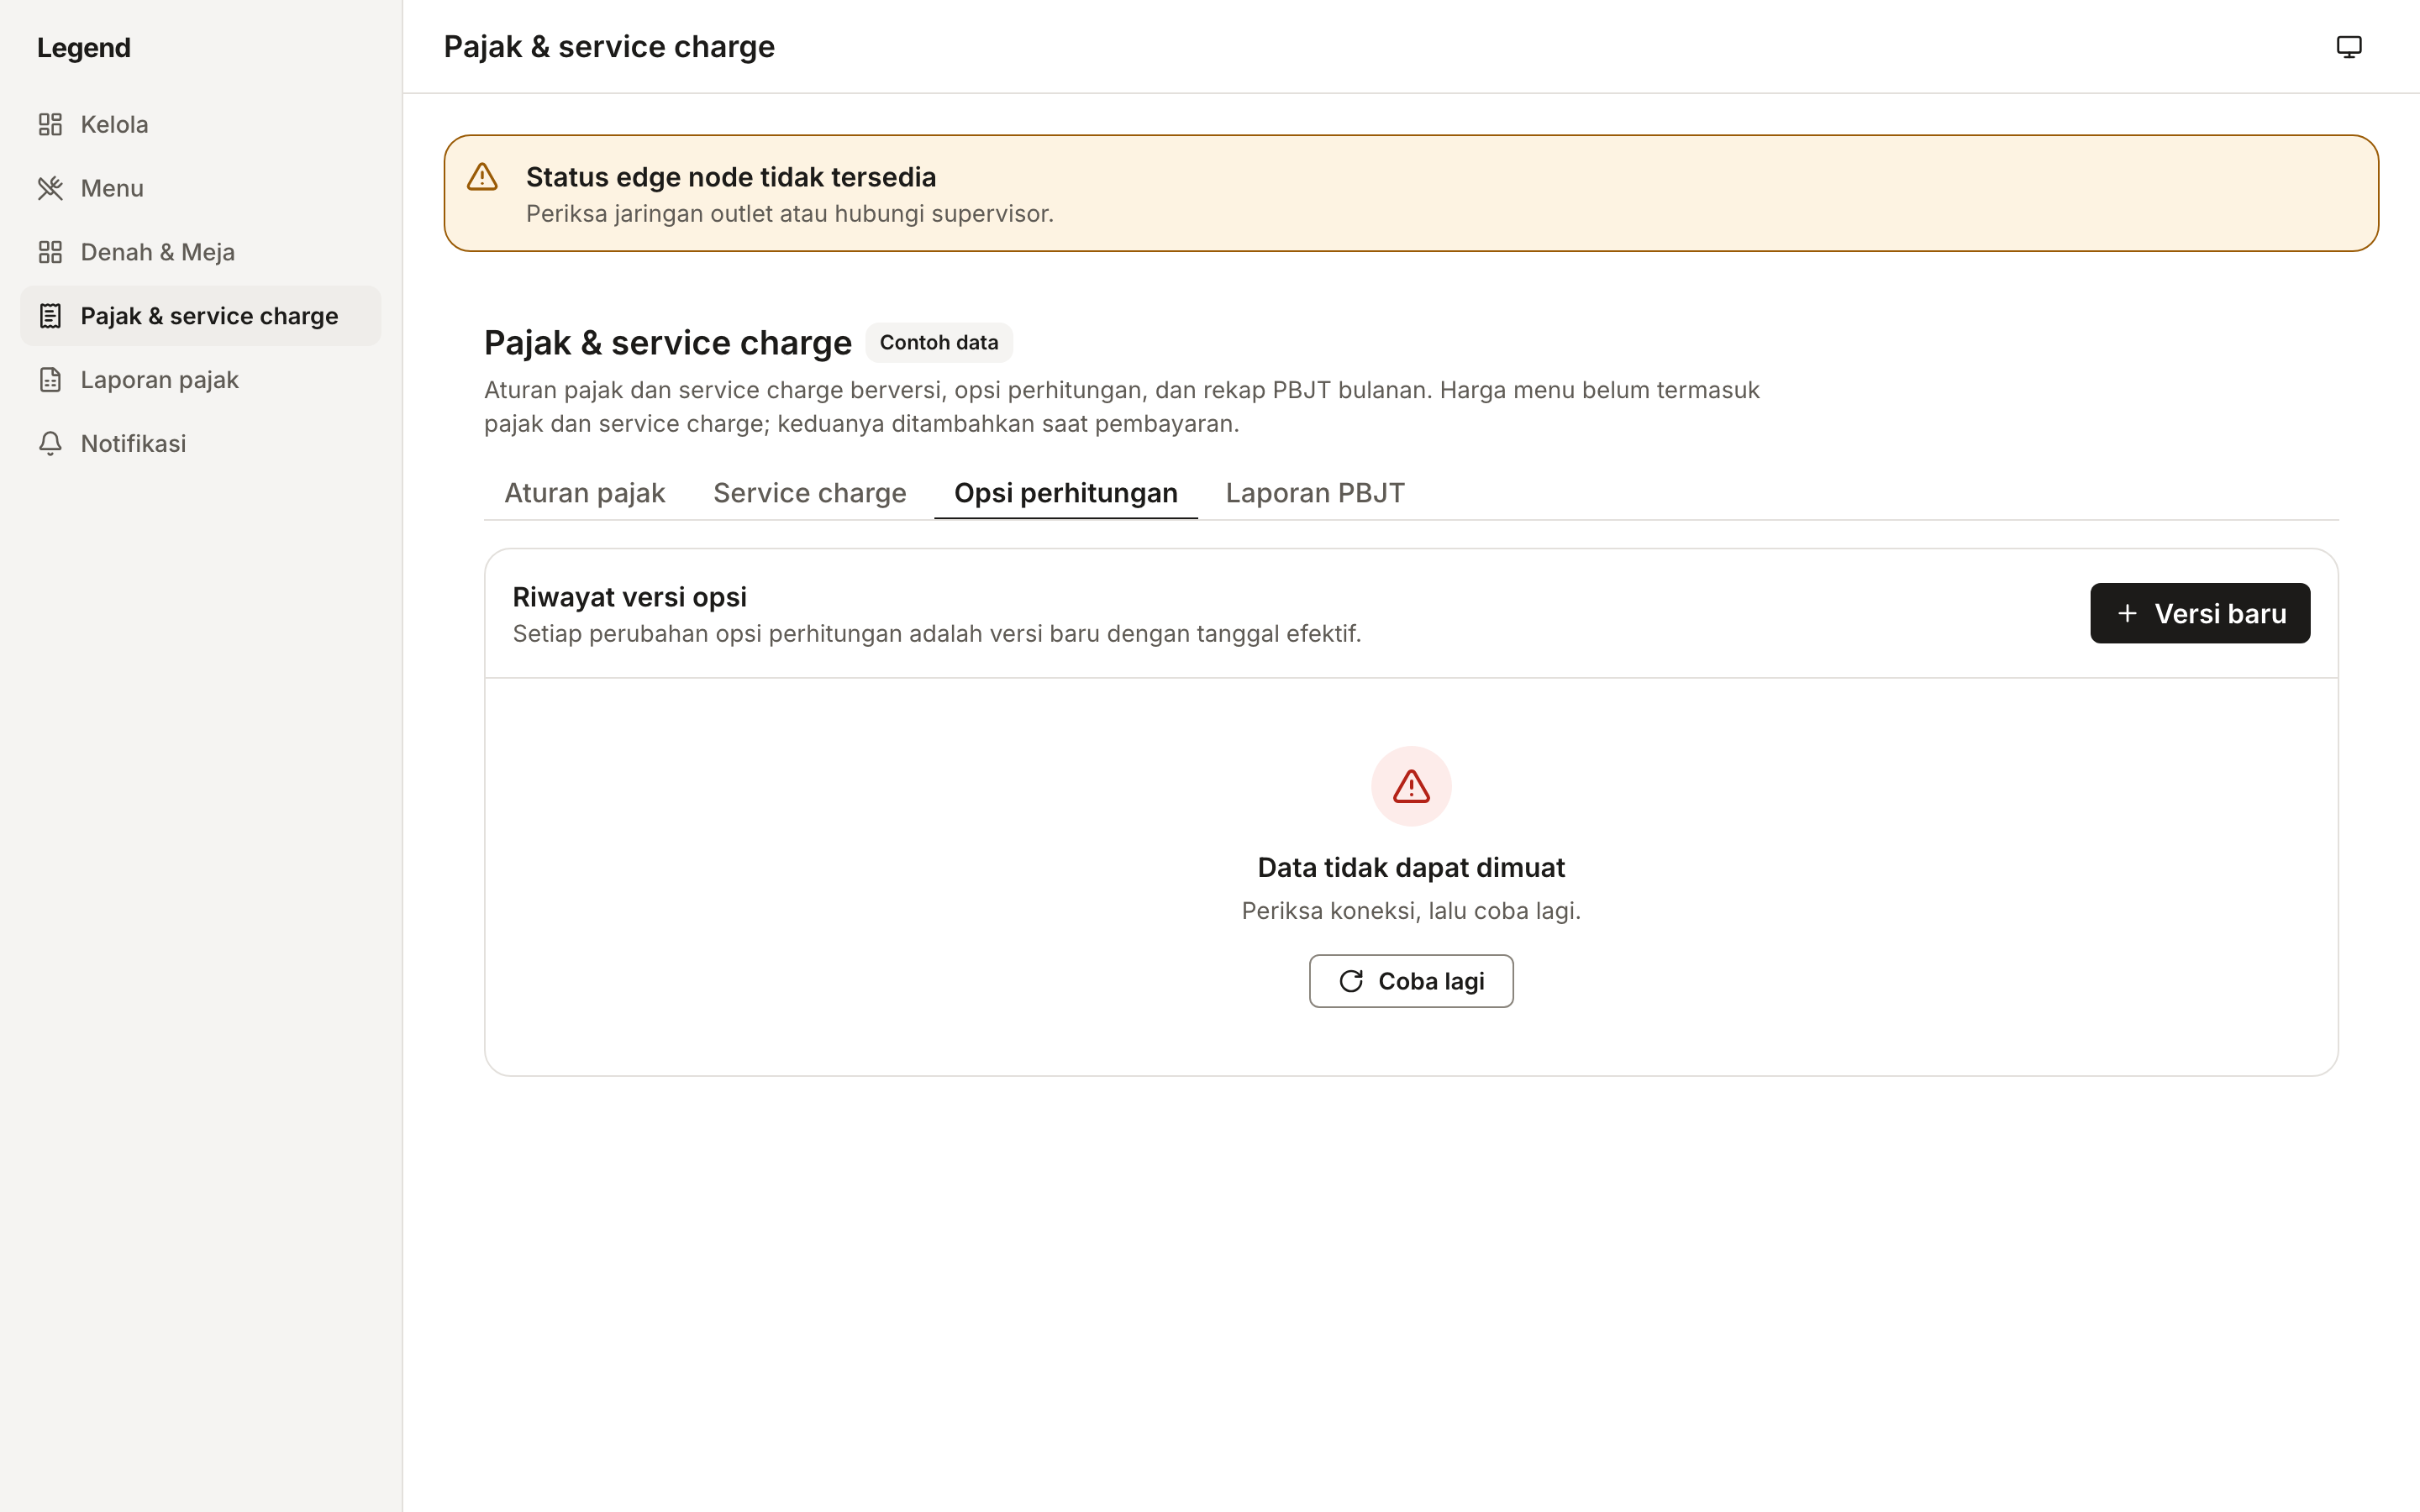 Legend
Kelola
Menu
Denah & Meja
Pajak & service charge
Laporan pajak
Notifikasi
Pajak & service charge
Status edge node tidak tersedia
Periksa jaringan outlet atau hubungi supervisor.
Pajak & service charge
Contoh data
Aturan pajak dan service charge berversi, opsi perhitungan, dan rekap PBJT bulanan. Harga menu belum termasuk
pajak dan service charge; keduanya ditambahkan saat pembayaran.
Aturan pajak
Service charge
Opsi perhitungan
Laporan PBJT
Riwayat versi opsi
Setiap perubahan opsi perhitungan adalah versi baru dengan tanggal efektif.
Versi baru
Data tidak dapat dimuat
Periksa koneksi, lalu coba lagi.
Coba lagi